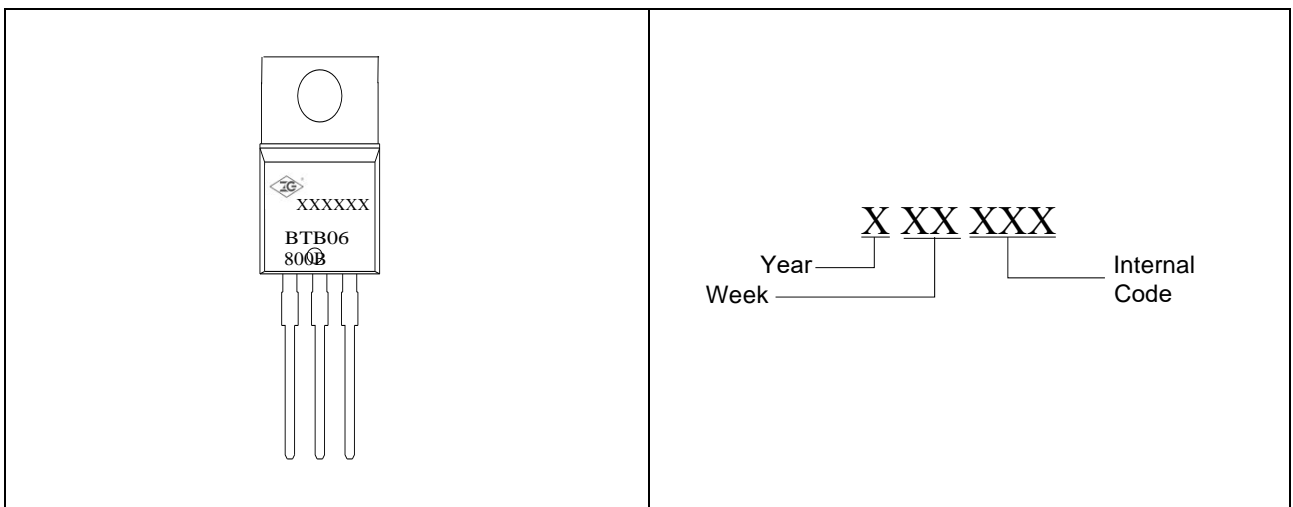 XXXXXX
BTB06
800B
X XX XXX
Year
Week
Internal
Code